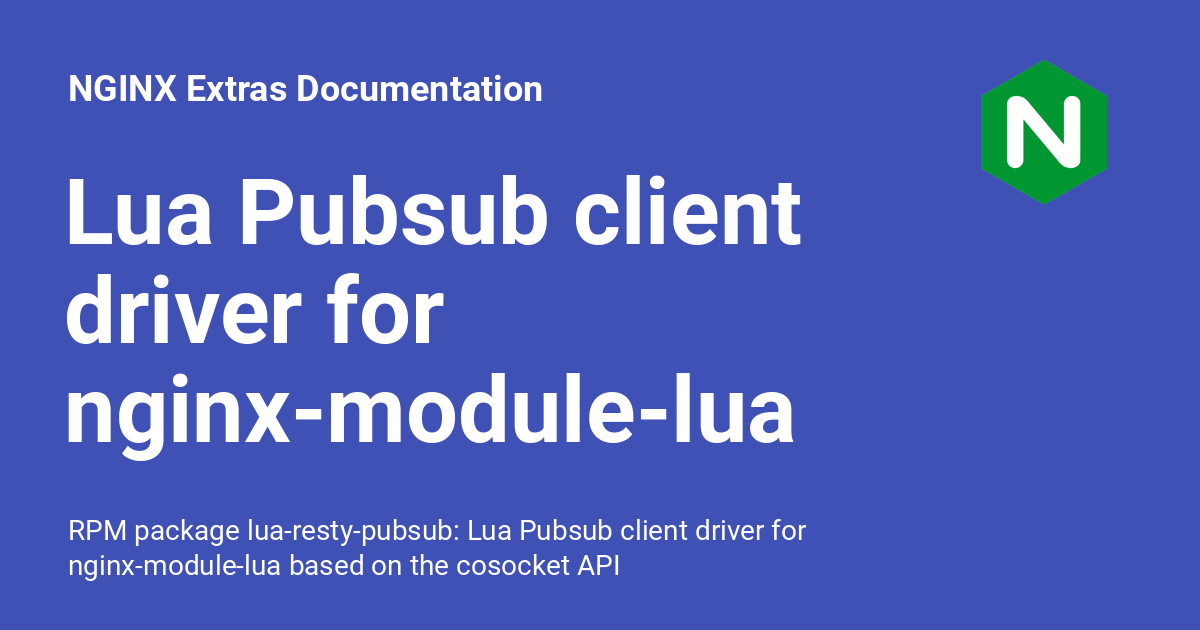 NGINX Extras Documentation
N
Lua Pubsub client
driver for
nginx-module-lua
RPM package lua-resty-pubsub: Lua Pubsub client driver for
nginx-module-lua based on the cosocket API